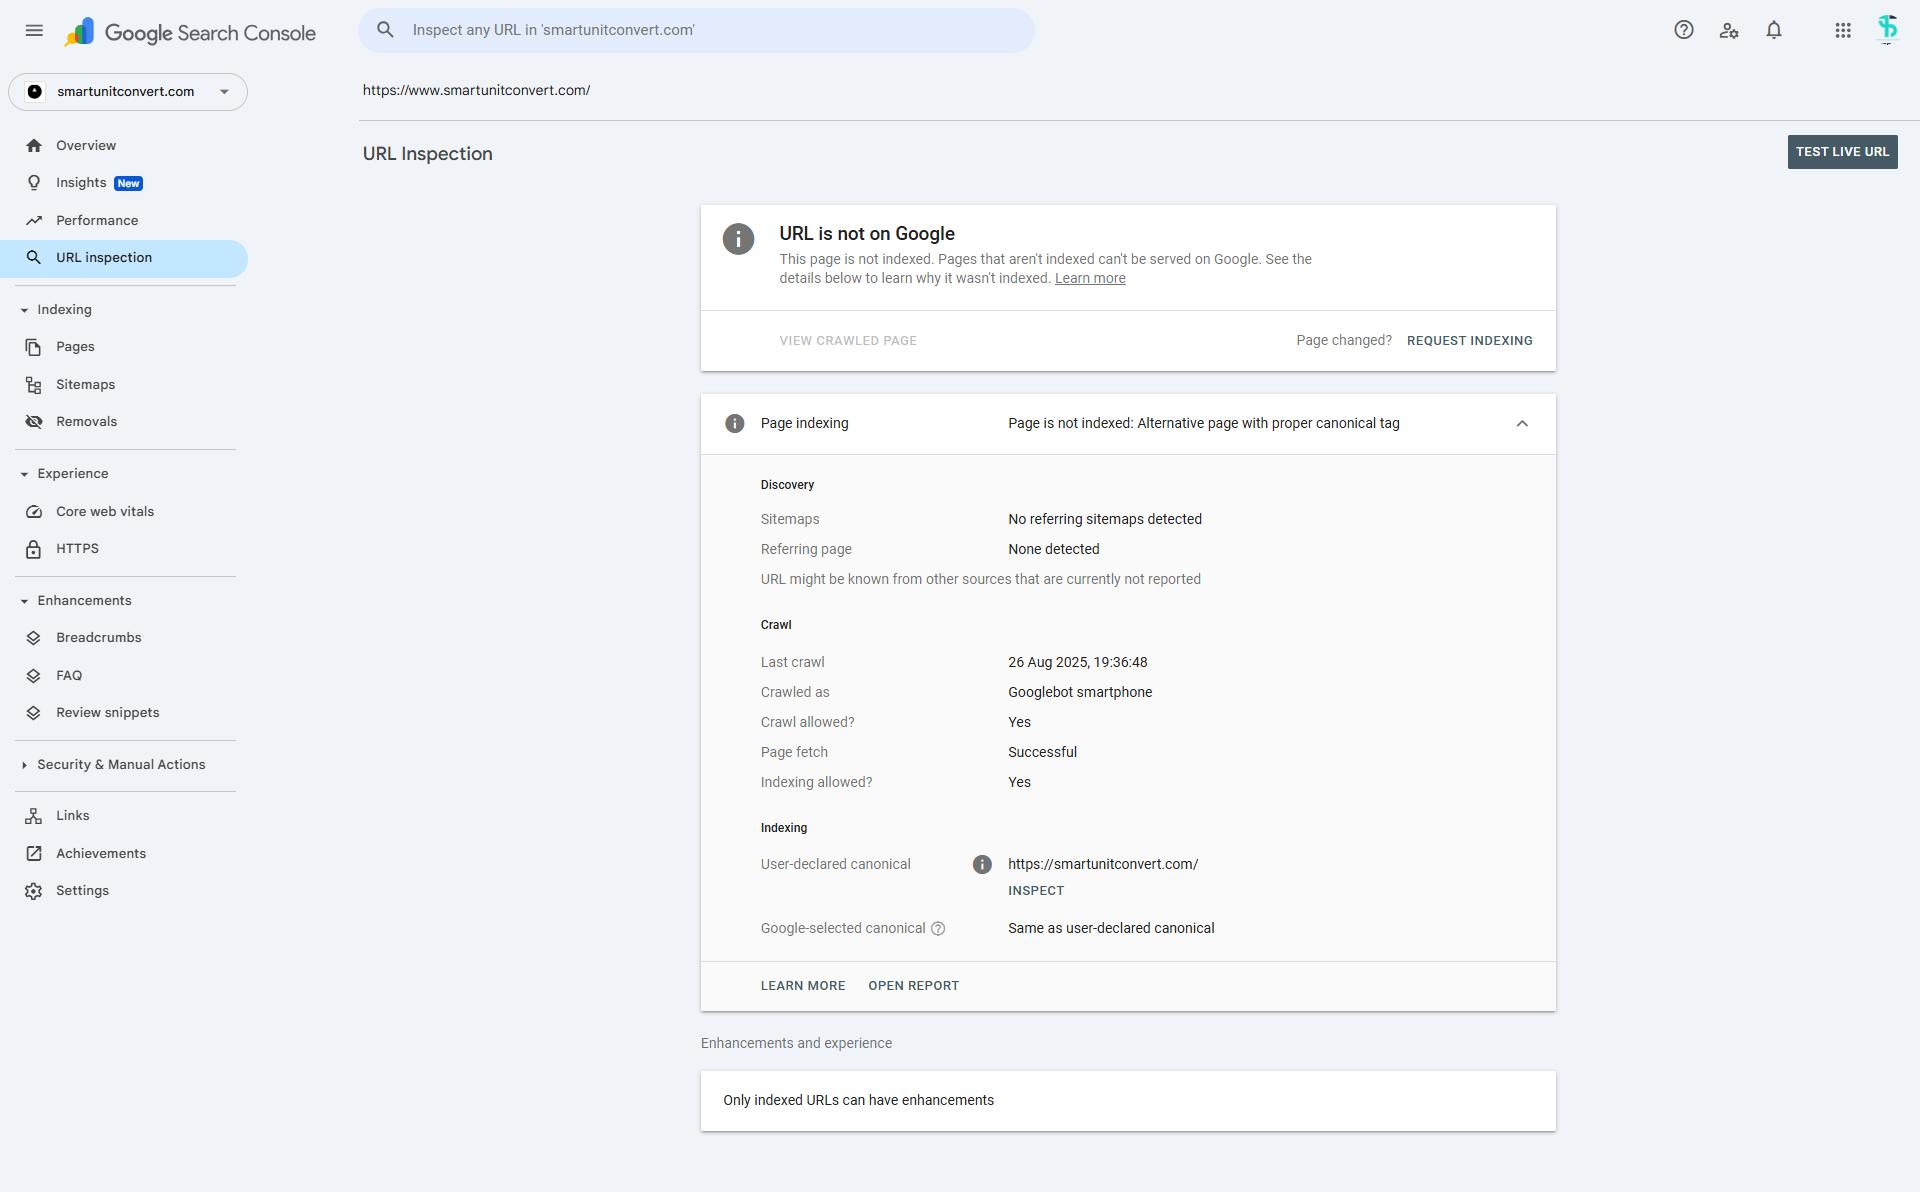 Google Search Console
Inspect any URL in 'smartunitconvert.com'
smartunitconvert.com
https://www.smartunitconvert.com/
URL Inspection
TEST LIVE URL
Overview
Insights New
Performance
URL inspection
Indexing
Pages
Sitemaps
Removals
Experience
Core web vitals
HTTPS
Enhancements
Breadcrumbs
FAQ
Review snippets
Security & Manual Actions
Links
Achievements
Settings
URL is not on Google
This page is not indexed. Pages that aren't indexed can't be served on Google. See the
details below to learn why it wasn't indexed. Learn more
VIEW CRAWLED PAGE
Page changed? REQUEST INDEXING
Page indexing
Page is not indexed: Alternative page with proper canonical tag
Discovery
Sitemaps
No referring sitemaps detected
Referring page
None detected
URL might be known from other sources that are currently not reported
Crawl
Last crawl
26 Aug 2025, 19:36:48
Crawled as
Googlebot smartphone
Crawl allowed?
Yes
Page fetch
Successful
Indexing allowed?
Yes
Indexing
User-declared canonical
https://smartunitconvert.com/
INSPECT
Google-selected canonical
Same as user-declared canonical
LEARN MORE
OPEN REPORT
Enhancements and experience
Only indexed URLs can have enhancements